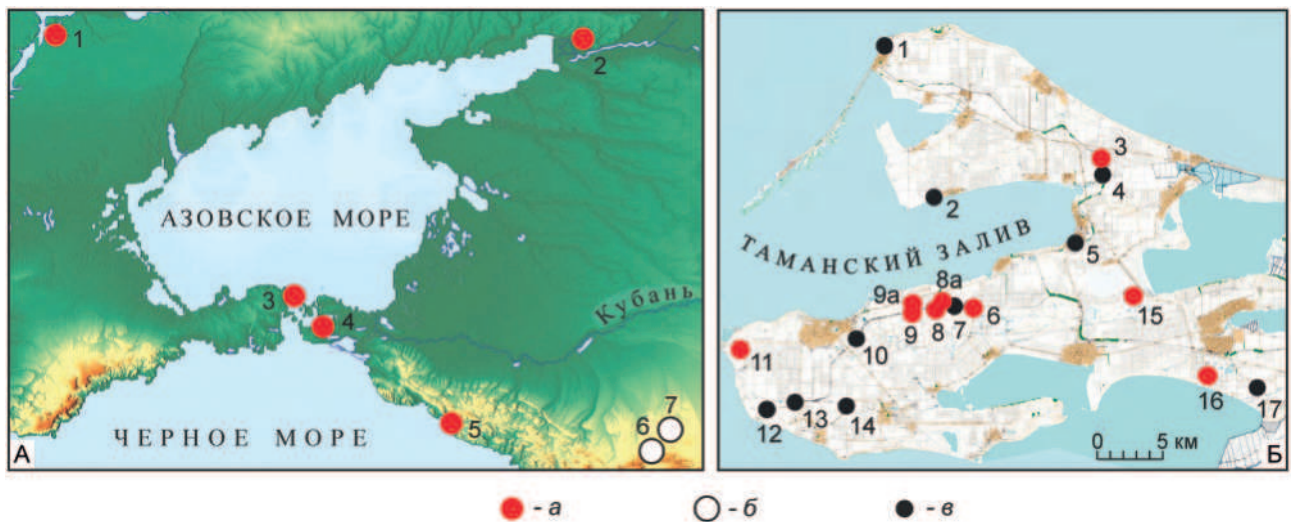 1
2
АЗОВСКОЕ МОРЕ
3
4
Кубань
5
6
7
ЧЕРНОЕ МОРЕ
А
1
2
3
4
5
ТАМАНСКИЙ ЗАЛИВ
8а
9а
9
8
7
6
15
10
11
16
17
12
13
14
0
5 км
Б
- а
- б
- в